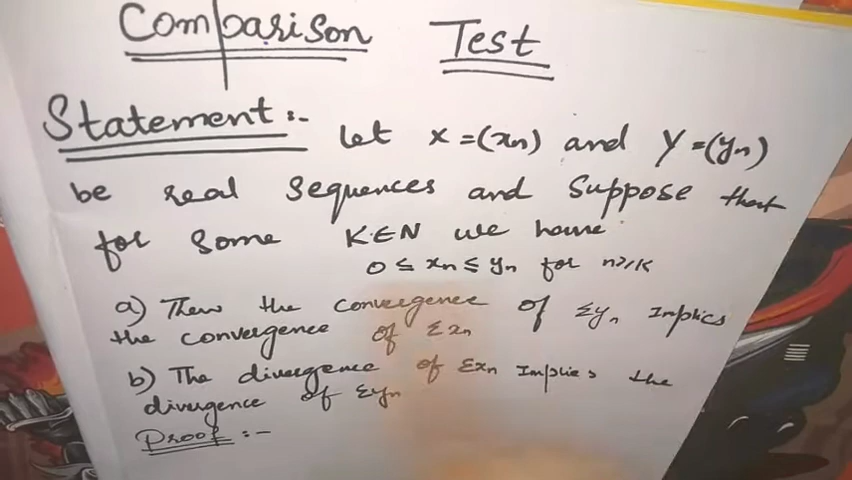 Comparison Test
Statement :- Let X = (xn) and Y = (yn)
be real sequences and Suppose that
for some K∈N we have
0 ≤ xn ≤ yn for n≥K
a) Then the convergence of Σyn Implies
the convergence of Σxn
b) The divergence of Σxn Implies the
divergence of Σyn
Proof :-